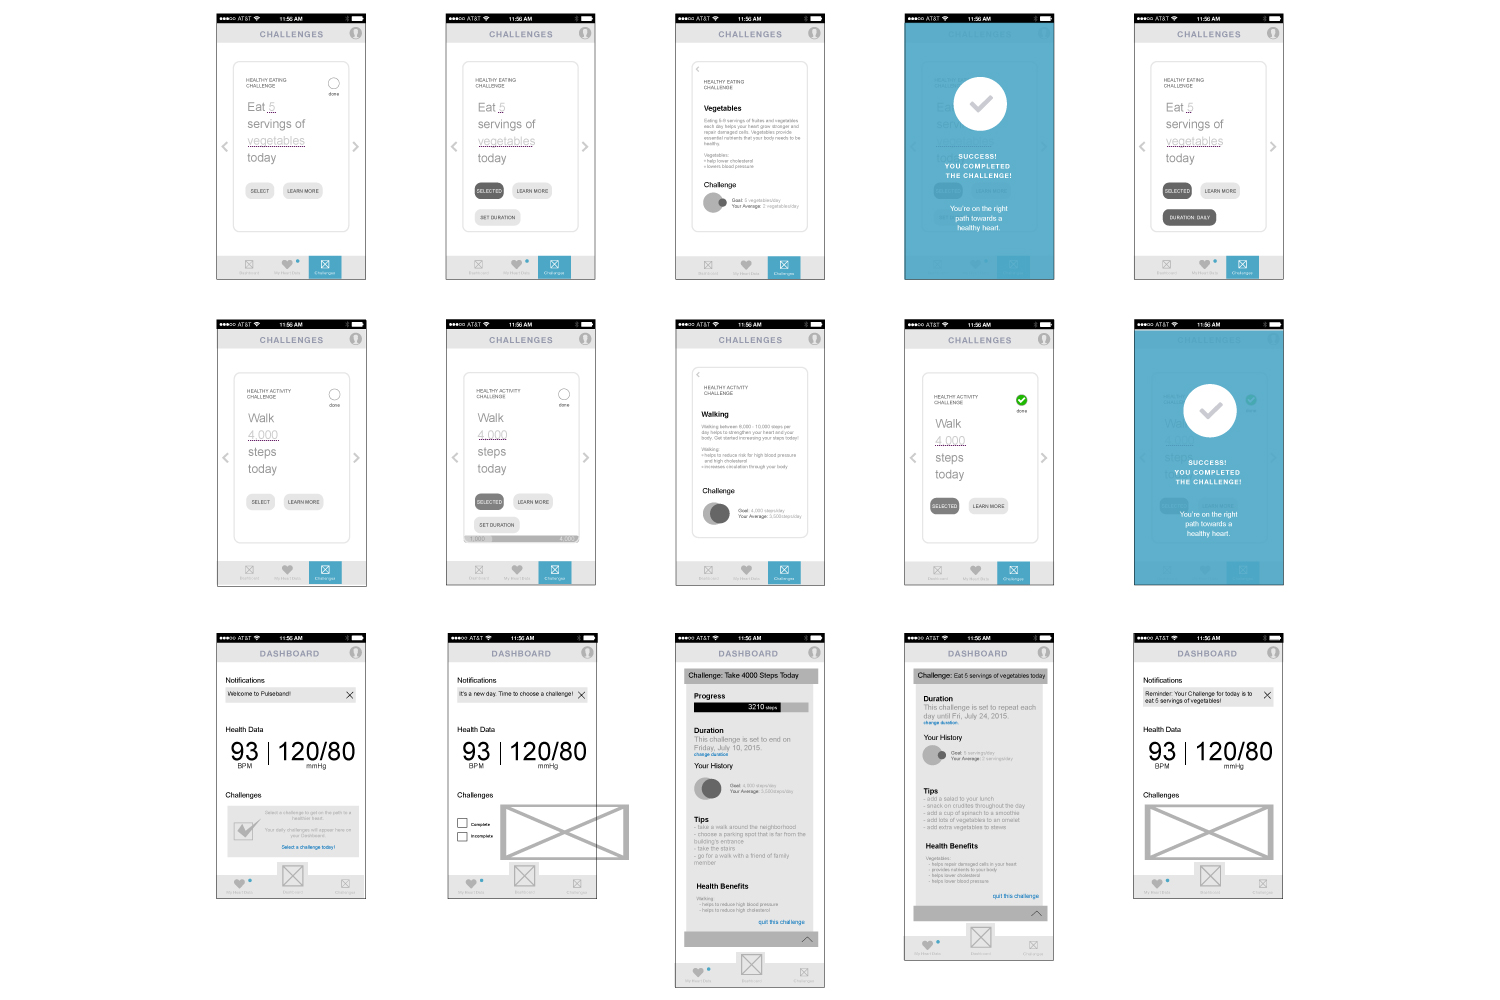 AT&T 11:56 AM
CHALLENGES
HEALTHY EATING
CHALLENGE
done
Eat 5
servings of
vegetables
today
SELECT LEARN MORE
Challenges
AT&T 11:56 AM
CHALLENGES
HEALTHY EATING
CHALLENGE
Eat 5
servings of
vegetables
today
SELECTED LEARN MORE
SET DURATION
Challenges
AT&T 11:56 AM
CHALLENGES
HEALTHY EATING
CHALLENGE
Vegetables
Eating 5-9 servings of fruites and vegetables
each day helps your heart grow stronger and
repair damaged cells. Vegetables provide
essential nutrients that your body needs to be
healthy.
Vegetables:
• help lower cholesterol
• lowers blood pressure
Challenge
Goal: 5 vegetables/day
Your Average: 2 vegetables/day
Challenges
AT&T 11:56 AM
CHALLENGES
SUCCESS!
YOU COMPLETED
THE CHALLENGE!
You're on the right
path towards a
healthy heart.
AT&T 11:56 AM
CHALLENGES
HEALTHY EATING
CHALLENGE
Eat 5
servings of
vegetables
today
SELECTED LEARN MORE
DURATION: DAILY
Challenges
AT&T 11:56 AM
CHALLENGES
HEALTHY ACTIVITY
CHALLENGE
done
Walk
4,000
steps
today
SELECT LEARN MORE
Challenges
AT&T 11:56 AM
CHALLENGES
HEALTHY ACTIVITY
CHALLENGE
done
Walk
4,000
steps
today
SELECTED LEARN MORE
SET DURATION
1,000
Challenges
AT&T 11:56 AM
CHALLENGES
HEALTHY ACTIVITY
CHALLENGE
Walking
Walking between 6,000 - 10,000 steps per
day helps to strengthen your heart and your
body. Get started increasing your steps today!
Walking:
• helps to reduce risk for high blood pressure
and high cholesterol
• increases circulation through your body
Challenge
Goal: 4,000 steps/day
Your Average: 3,500steps/day
Challenges
AT&T 11:56 AM
CHALLENGES
HEALTHY ACTIVITY
CHALLENGE
done
Walk
4,000
steps
today
SELECTED LEARN MORE
Challenges
AT&T 11:56 AM
CHALLENGES
SUCCESS!
YOU COMPLETED
THE CHALLENGE!
You're on the right
path towards a
healthy heart.
AT&T 11:56 AM
DASHBOARD
Notifications
Welcome to Pulseband!
Health Data
93 120/80
BPM mmHg
Challenges
Select a challenge to get on the path to a
healthier heart
Your daily challenges will appear here on
your Dashboard
Select a challenge today!
AT&T 11:56 AM
DASHBOARD
Notifications
It's a new day. Time to choose a challenge!
Health Data
93 120/80
BPM mmHg
Challenges
Complete
Incomplete
AT&T 11:56 AM
DASHBOARD
Challenge: Take 4000 Steps Today
Progress
3210 steps
Duration
This challenge is set to end on
Friday, July 10, 2015.
change duration
Your History
Goal: 4,000 steps/day
Your Average: 3,500steps/day
Tips
- take a walk around the neighborhood
- choose a parking spot that is far from the
building's entrance
- take the stairs
- go for a walk with a friend of family
member
Health Benefits
Walking:
- helps to reduce high blood pressure
- helps to reduce high cholesterol
quit this challenge
AT&T 11:56 AM
DASHBOARD
Challenge: Eat 5 servings of vegetables today
Duration
This challenge is set to repeat each
day until Fri, July 24, 2015.
change duration
Your History
Goal: 5 servings/day
Your Average: 2 servings/day
Tips
- add a salad to your lunch
- snack on crudites throughout the day
- add a cup of spinach to a smoothie
- add lots of vegetables to an omelet
- add extra vegetables to stews
Health Benefits
Vegetables:
- helps repair damaged cells in your heart
- provides nutrients to your body
- helps lower cholesterol
- helps lower blood pressure
quit this challenge
AT&T 11:56 AM
DASHBOARD
Notifications
Reminder: Your Challenge for today is to
eat 5 servings of vegetables!
Health Data
93 120/80
BPM mmHg
Challenges